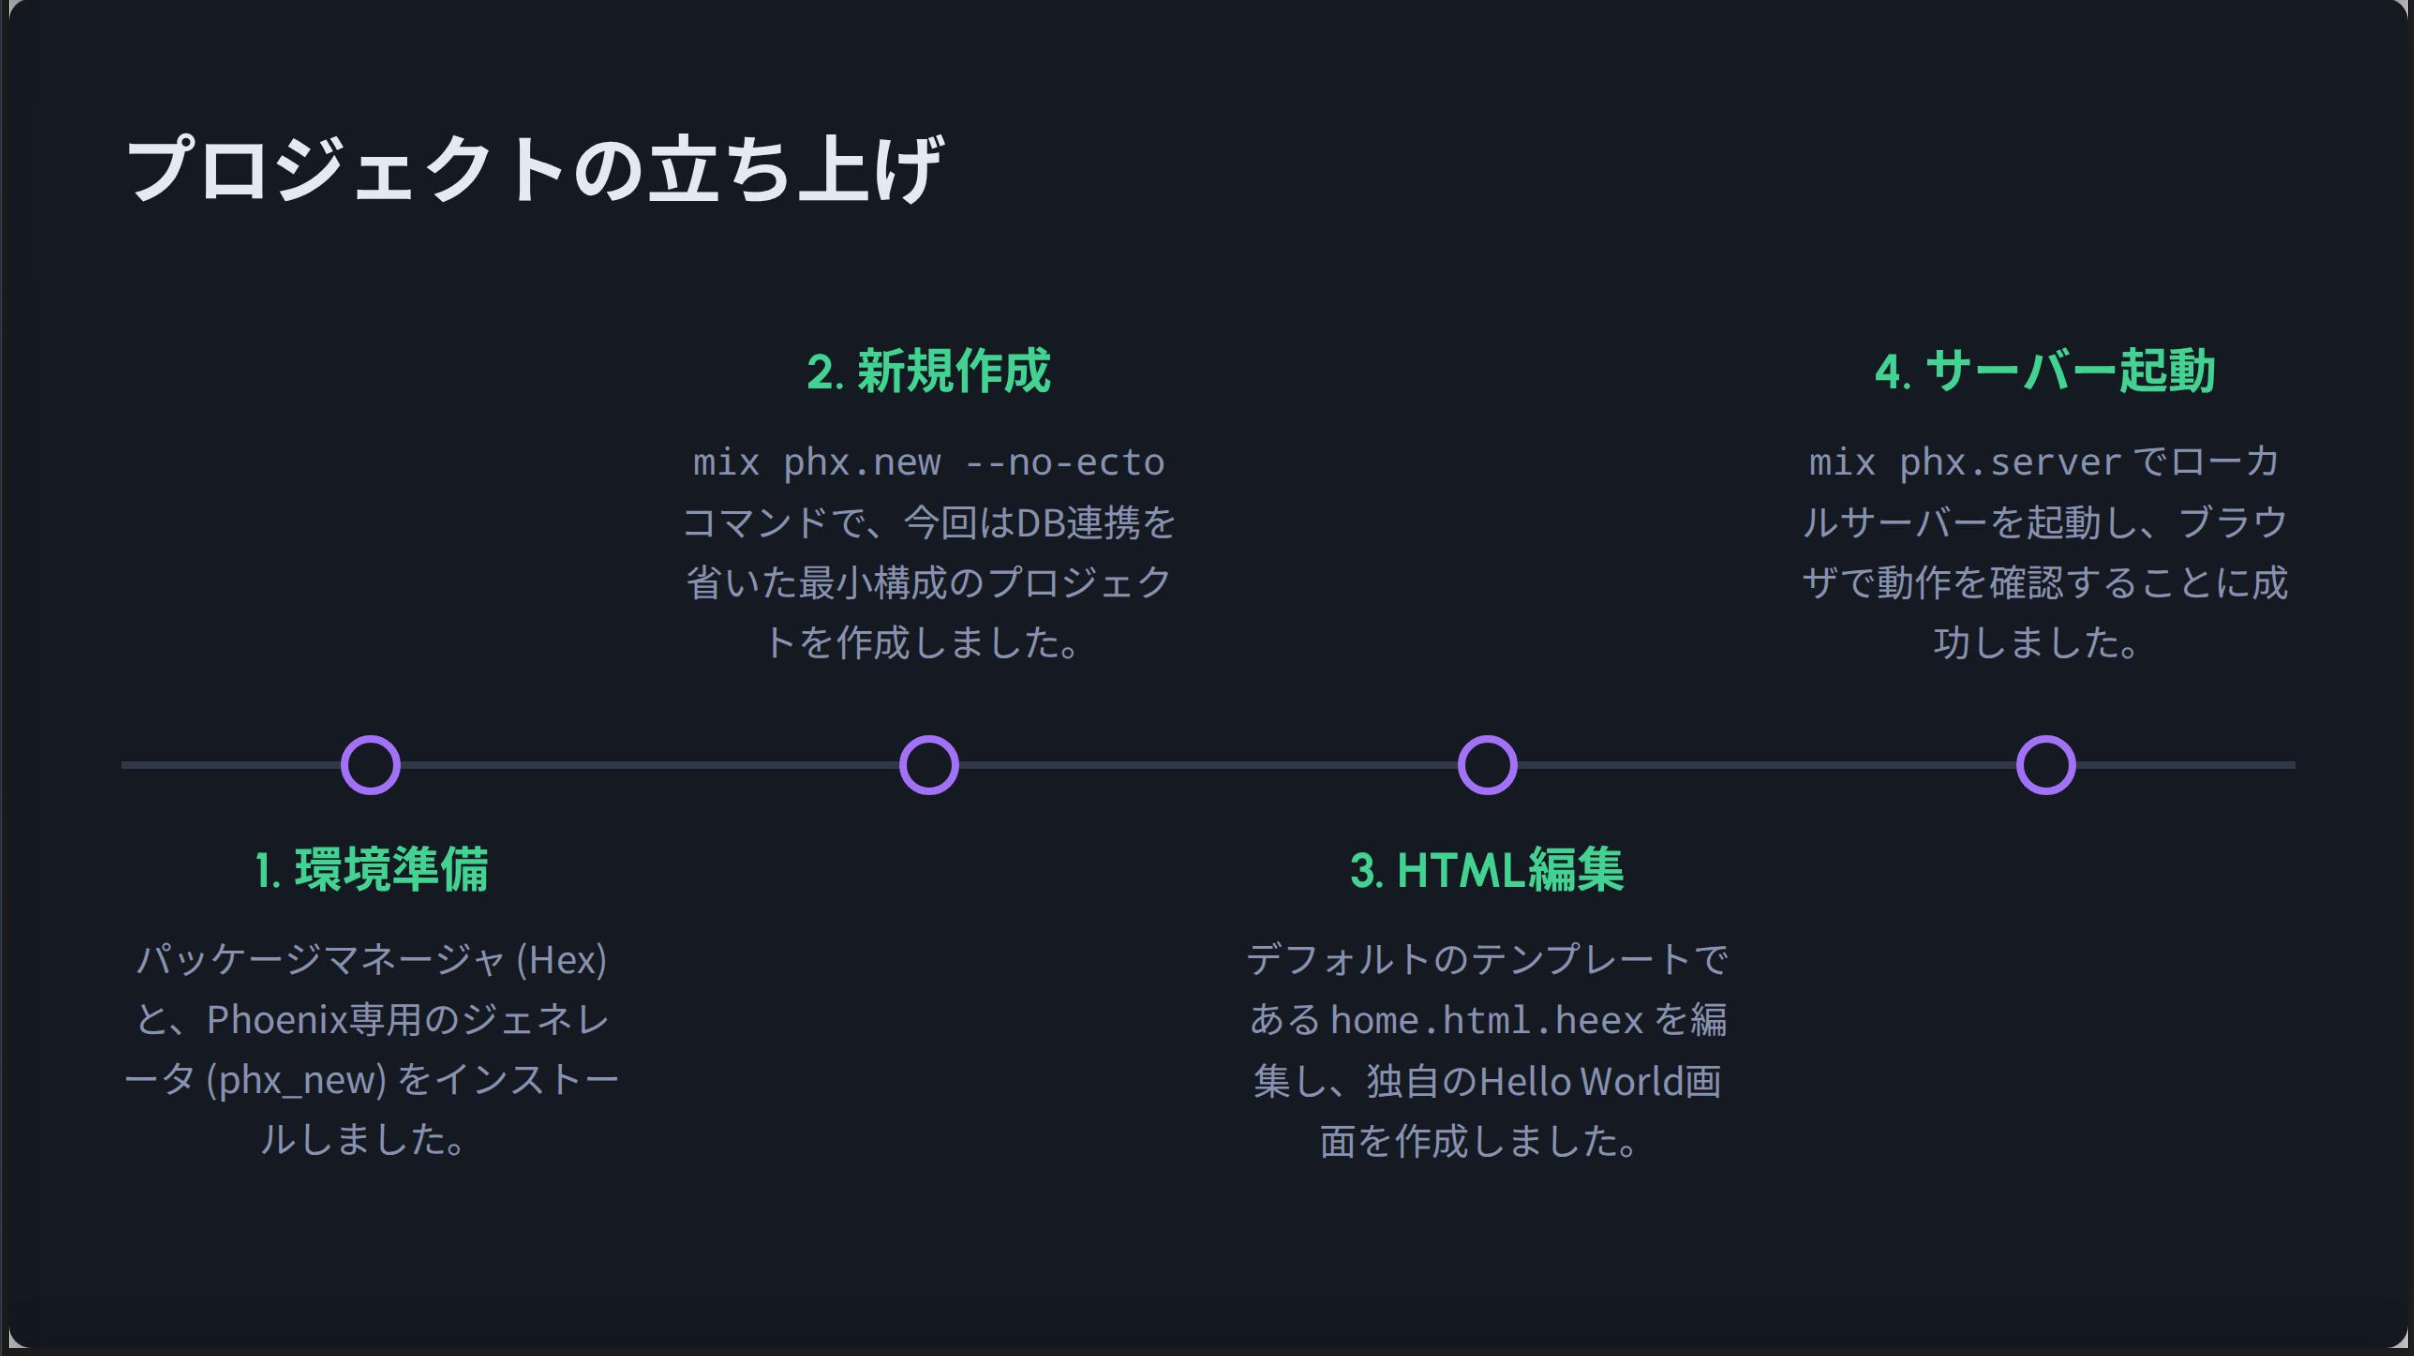 プロジェクトの立ち上げ
1. 環境準備
パッケージマネージャ (Hex)
と、Phoenix専用のジェネレ
ータ (phx_new) をインストー
ルしました。
2. 新規作成
mix phx.new --no-ecto
コマンドで、今回はDB連携を
省いた最小構成のプロジェク
トを作成しました。
3. HTML編集
デフォルトのテンプレートで
ある home.html.heex を編
集し、独自のHello World画
面を作成しました。
4. サーバー起動
mix phx.server でローカ
ルサーバーを起動し、ブラウ
ザで動作を確認することに成
功しました。